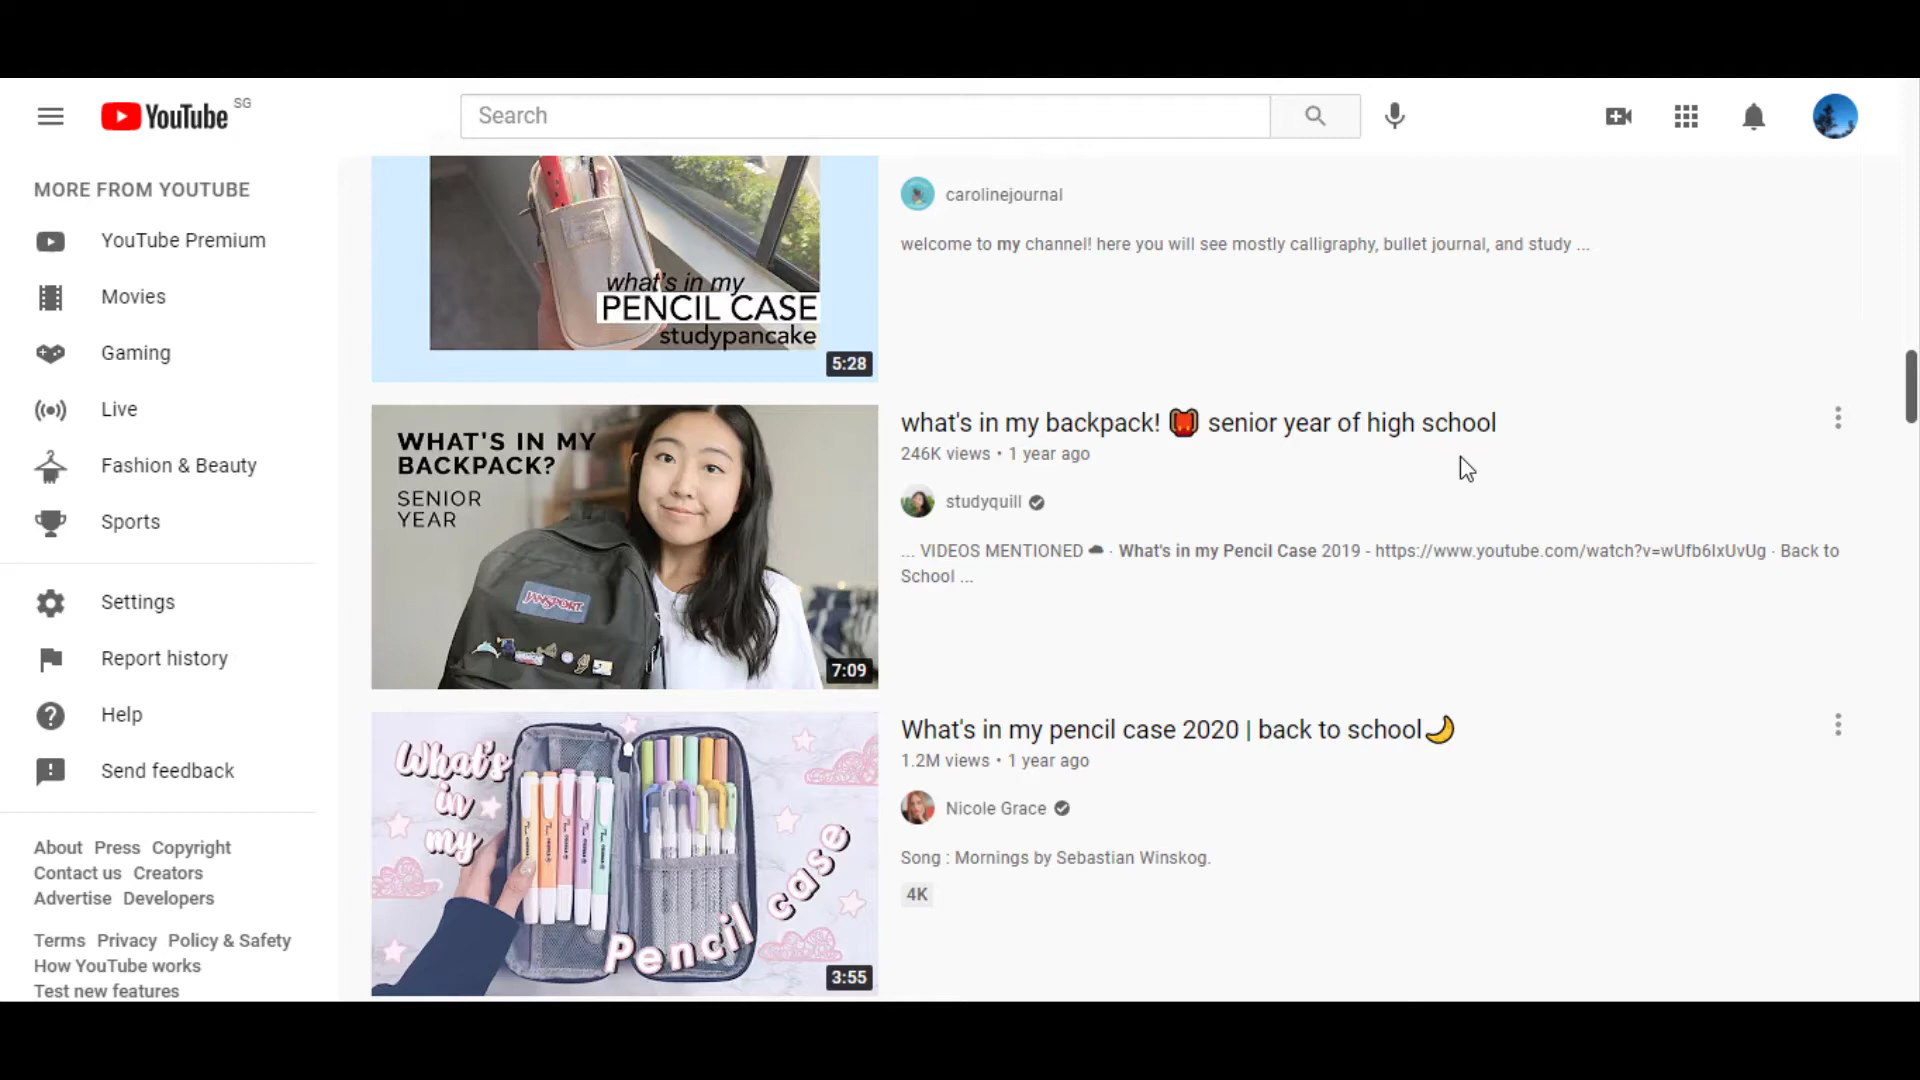 YouTube SG
Search
MORE FROM YOUTUBE
YouTube Premium
Movies
Gaming
Live
Fashion & Beauty
Sports
Settings
Report history
Help
Send feedback
About Press Copyright
Contact us Creators
Advertise Developers
Terms Privacy Policy & Safety
How YouTube works
Test new features
what's in my
PENCIL CASE
studypancake
5:28
carolinejournal
welcome to my channel! here you will see mostly calligraphy, bullet journal, and study ...
WHAT'S IN MY
BACKPACK?
SENIOR
YEAR
JANSPORT
7:09
what's in my backpack! 🎒 senior year of high school
246K views • 1 year ago
studyquill
... VIDEOS MENTIONED ☁ · What's in my Pencil Case 2019 - https://www.youtube.com/watch?v=wUfb6IxUvUg · Back to
School ...
What's
in
my
Pencil case
3:55
What's in my pencil case 2020 | back to school🌙
1.2M views • 1 year ago
Nicole Grace
Song : Mornings by Sebastian Winskog.
4K